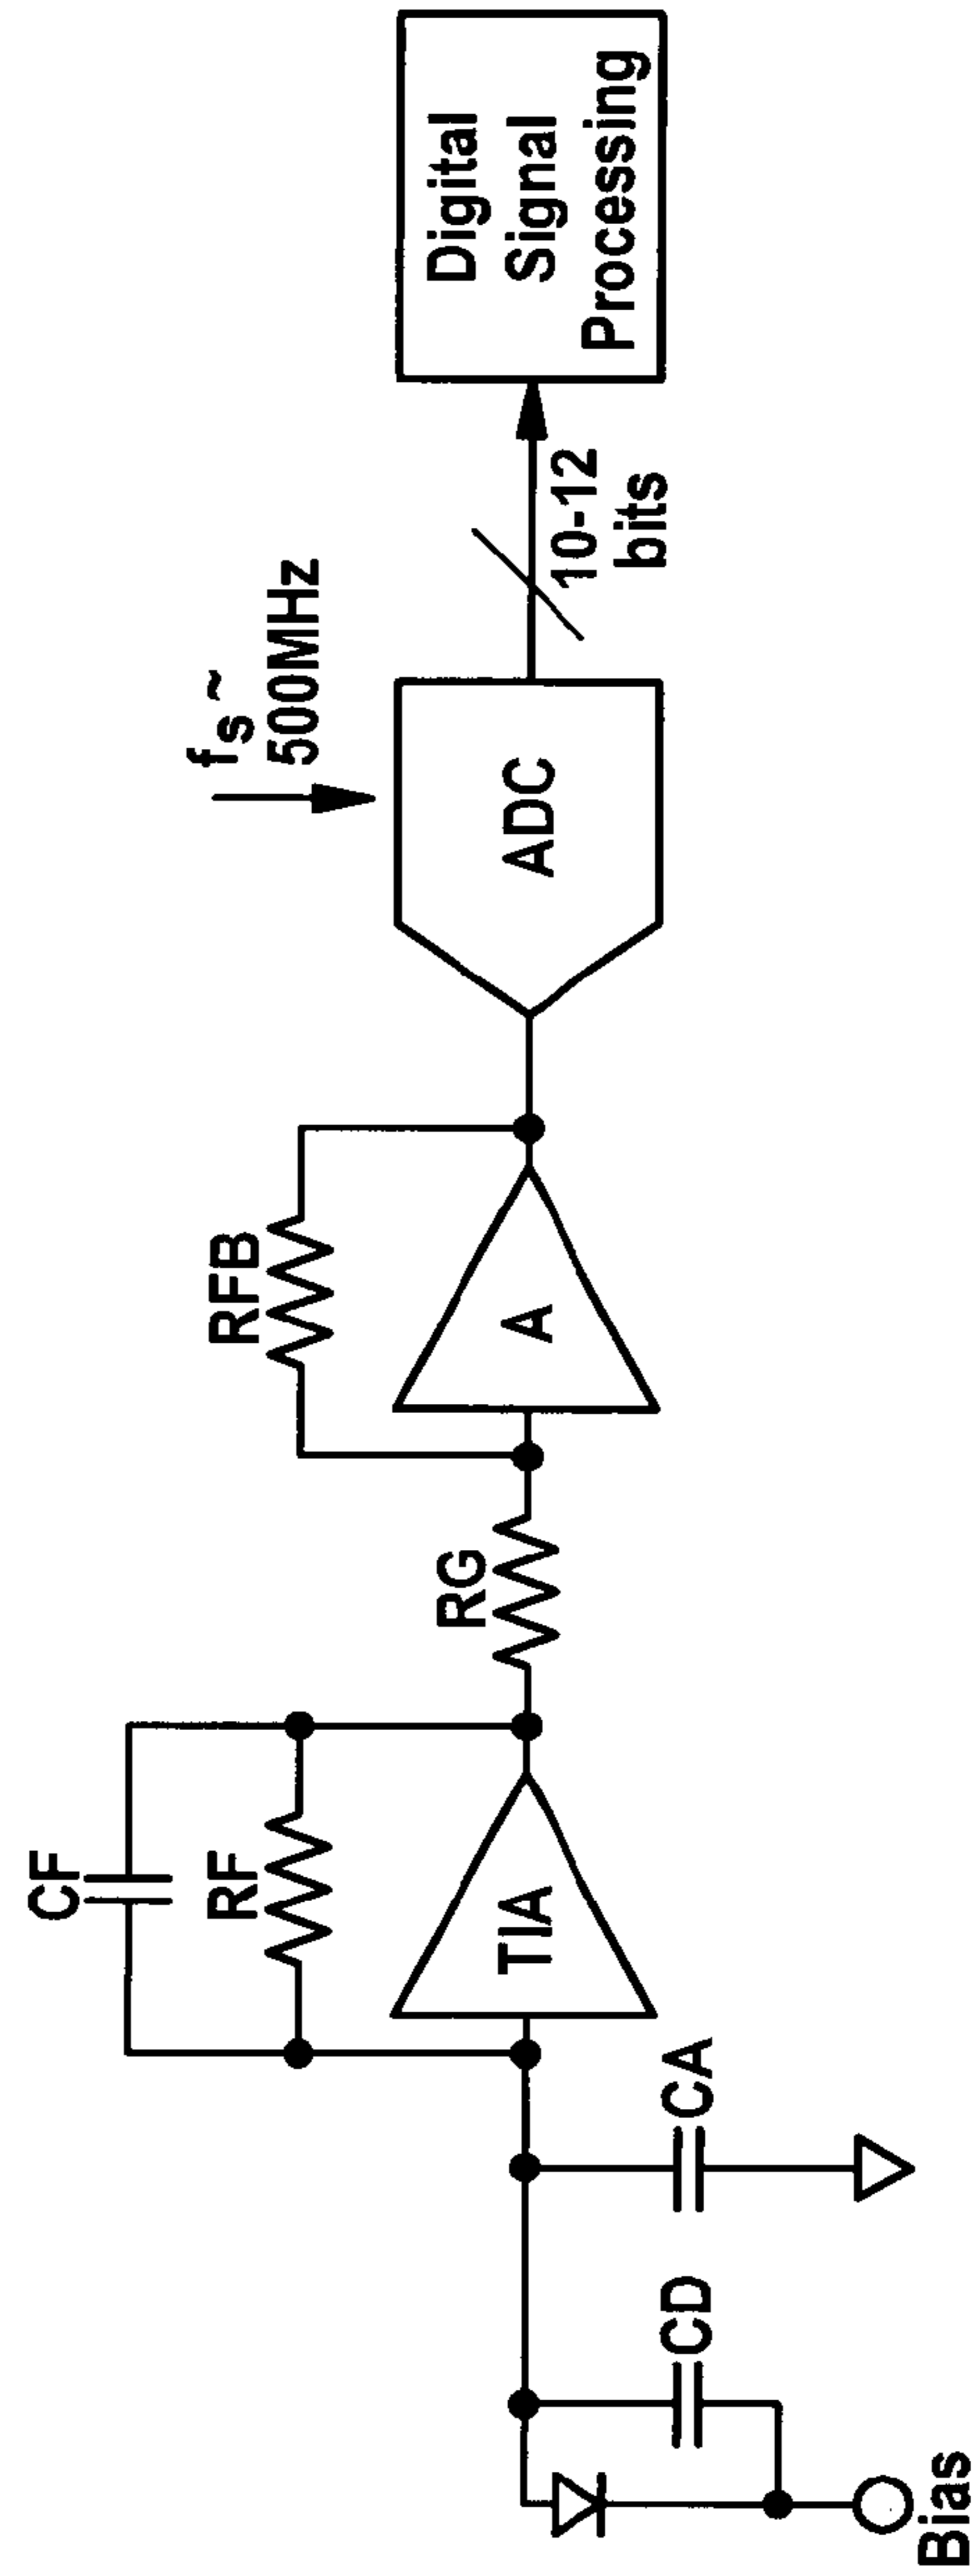 CF
RF
TIA
CD
CA
Bias
RG
RFB
A
fs~
500MHz
ADC
10-12
bits
Digital
Signal
Processing